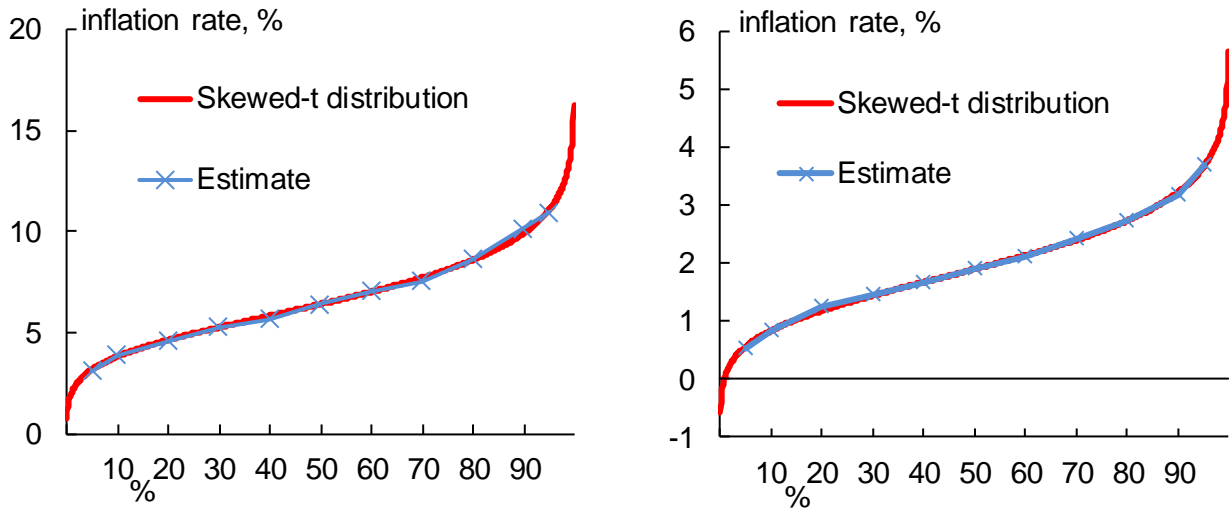 inflation rate, %
20
15
10
5
0
Skewed-t distribution
Estimate
10 20 30 40 50 60 70 80 90
%
inflation rate, %
6
5
4
3
2
1
0
-1
Skewed-t distribution
Estimate
10 20 30 40 50 60 70 80 90
%